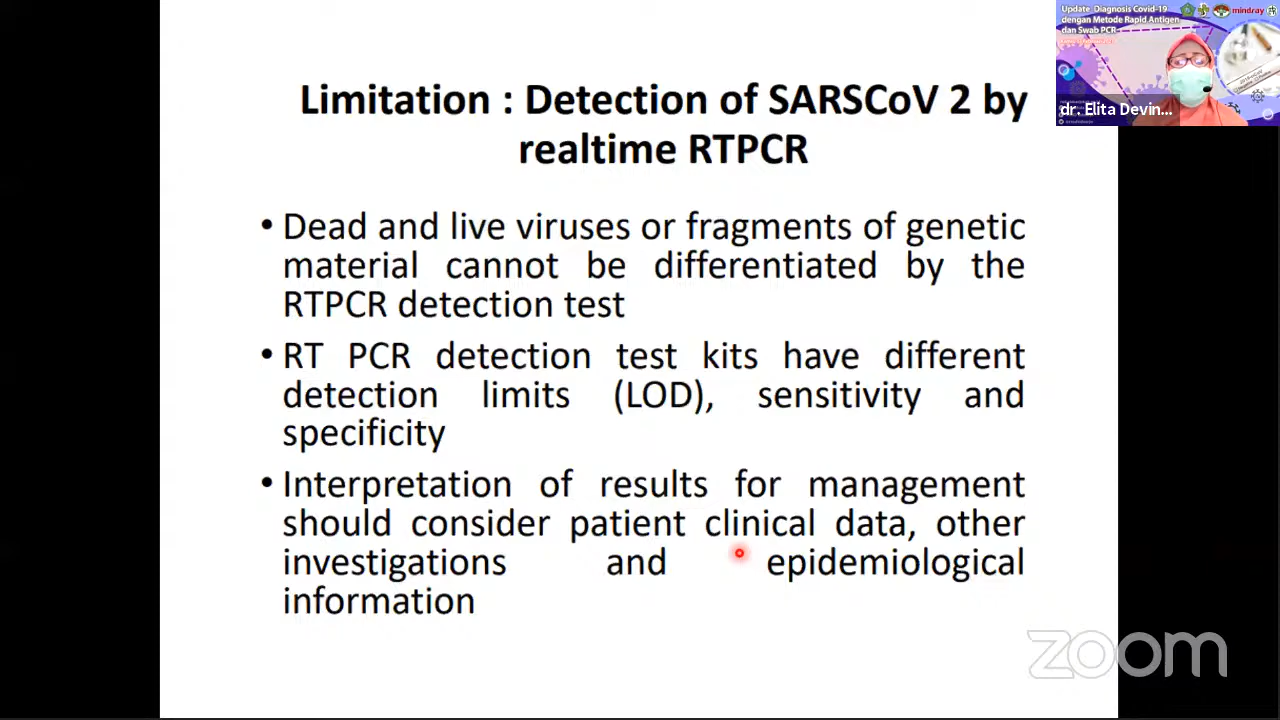 Limitation : Detection of SARSCoV 2 by
realtime RTPCR
• Dead and live viruses or fragments of genetic
material cannot be differentiated by the
RTPCR detection test
• RT PCR detection test kits have different
detection limits (LOD), sensitivity and
specificity
• Interpretation of results for management
should consider patient clinical data, other
investigations and epidemiological
information
Update Diagnosis Covid-19
dengan Metode Rapid Antigen
dan Swab PCR
mindray
dr. Elita Devin...
zoom